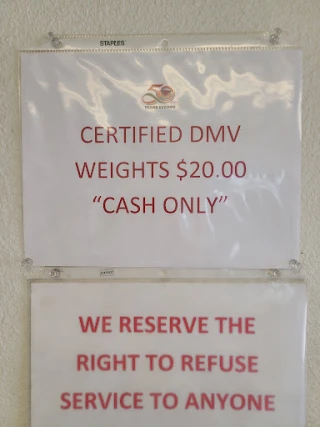 STAPLES
CERTIFIED DMV
WEIGHTS $20.00
“CASH ONLY”
WE RESERVE THE
RIGHT TO REFUSE
SERVICE TO ANYONE